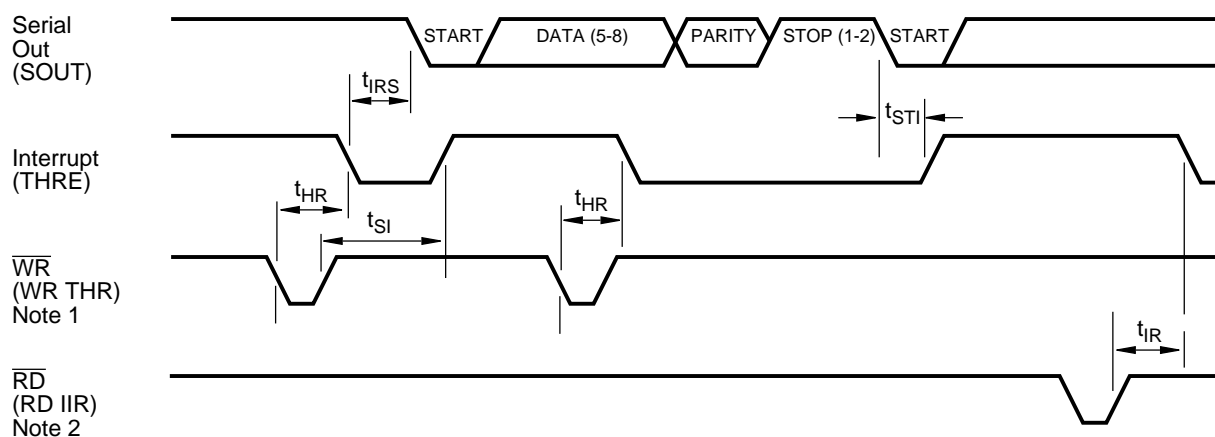 Serial
Out
(SOUT)
START DATA (5-8) PARITY STOP (1-2) START
tIRS
tSTI
Interrupt
(THRE)
tHR
tSI
tHR
WR
(WR THR)
Note 1
tIR
RD
(RD IIR)
Note 2